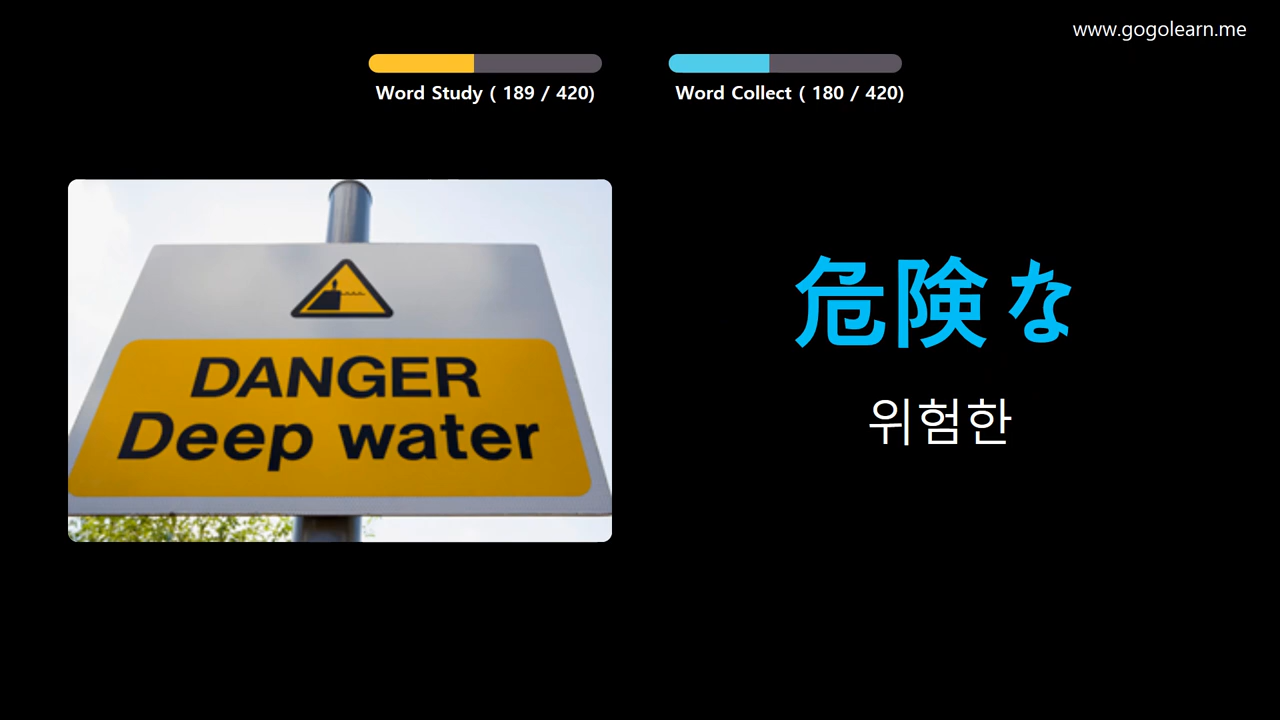 www.gogolearn.me
Word Study ( 189 / 420)
Word Collect ( 180 / 420)
DANGER
Deep water
危険な
위험한